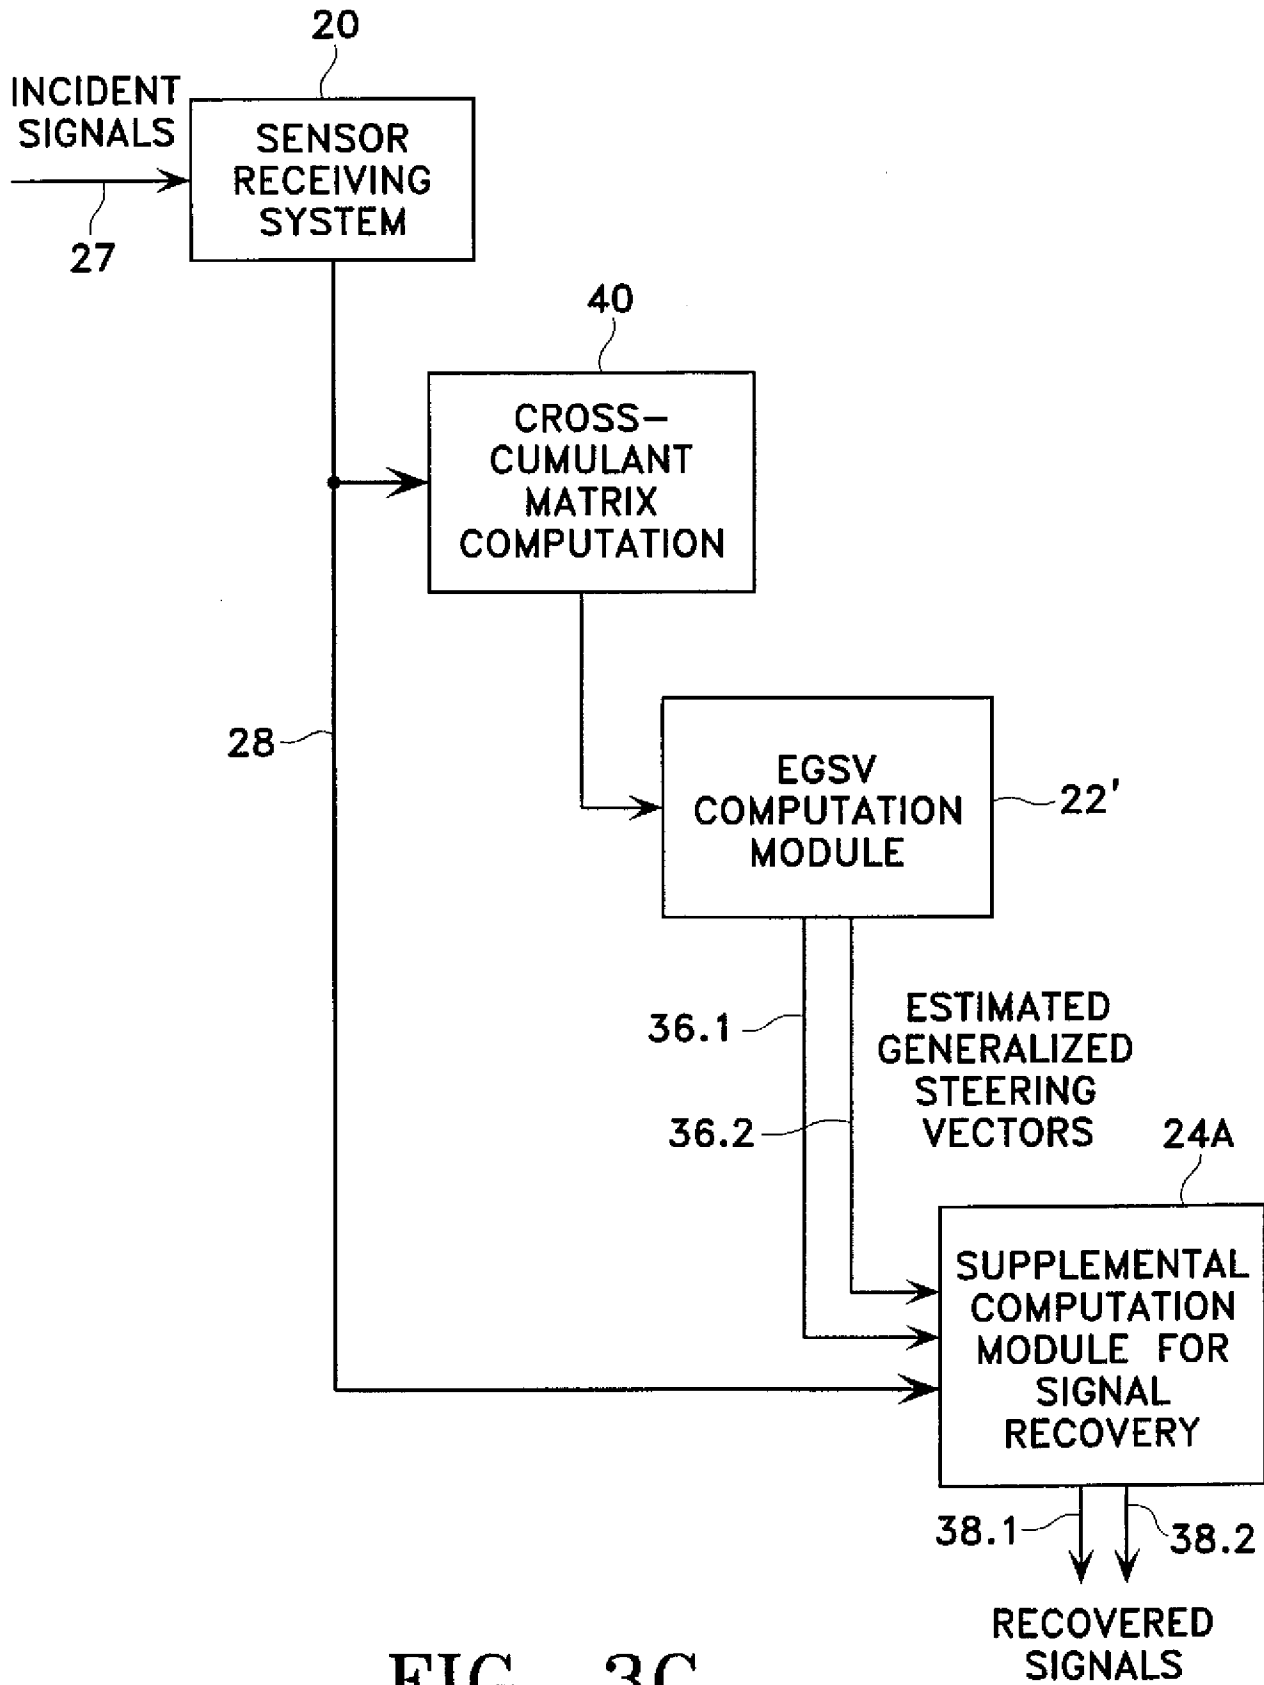 20
INCIDENT
SIGNALS
SENSOR
RECEIVING
SYSTEM
27
40
CROSS-
CUMULANT
MATRIX
COMPUTATION
28
EGSV
COMPUTATION
MODULE
22'
36.1
ESTIMATED
GENERALIZED
STEERING
VECTORS
36.2
24A
SUPPLEMENTAL
COMPUTATION
MODULE FOR
SIGNAL
RECOVERY
38.1
38.2
RECOVERED
SIGNALS
FIG. 3C